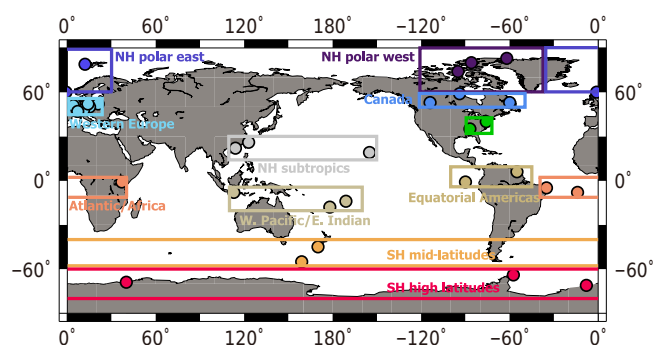 0° 60° 120° 180° −120° −60° 0°
NH polar east
NH polar west
60° 60°
Canada
Western Europe
NH subtropics
0° 0°
Equatorial Americas
Atlantic/Africa
W. Pacific/E. Indian
SH mid-latitudes
−60° −60°
SH high latitudes
0° 60° 120° 180° −120° −60° 0°